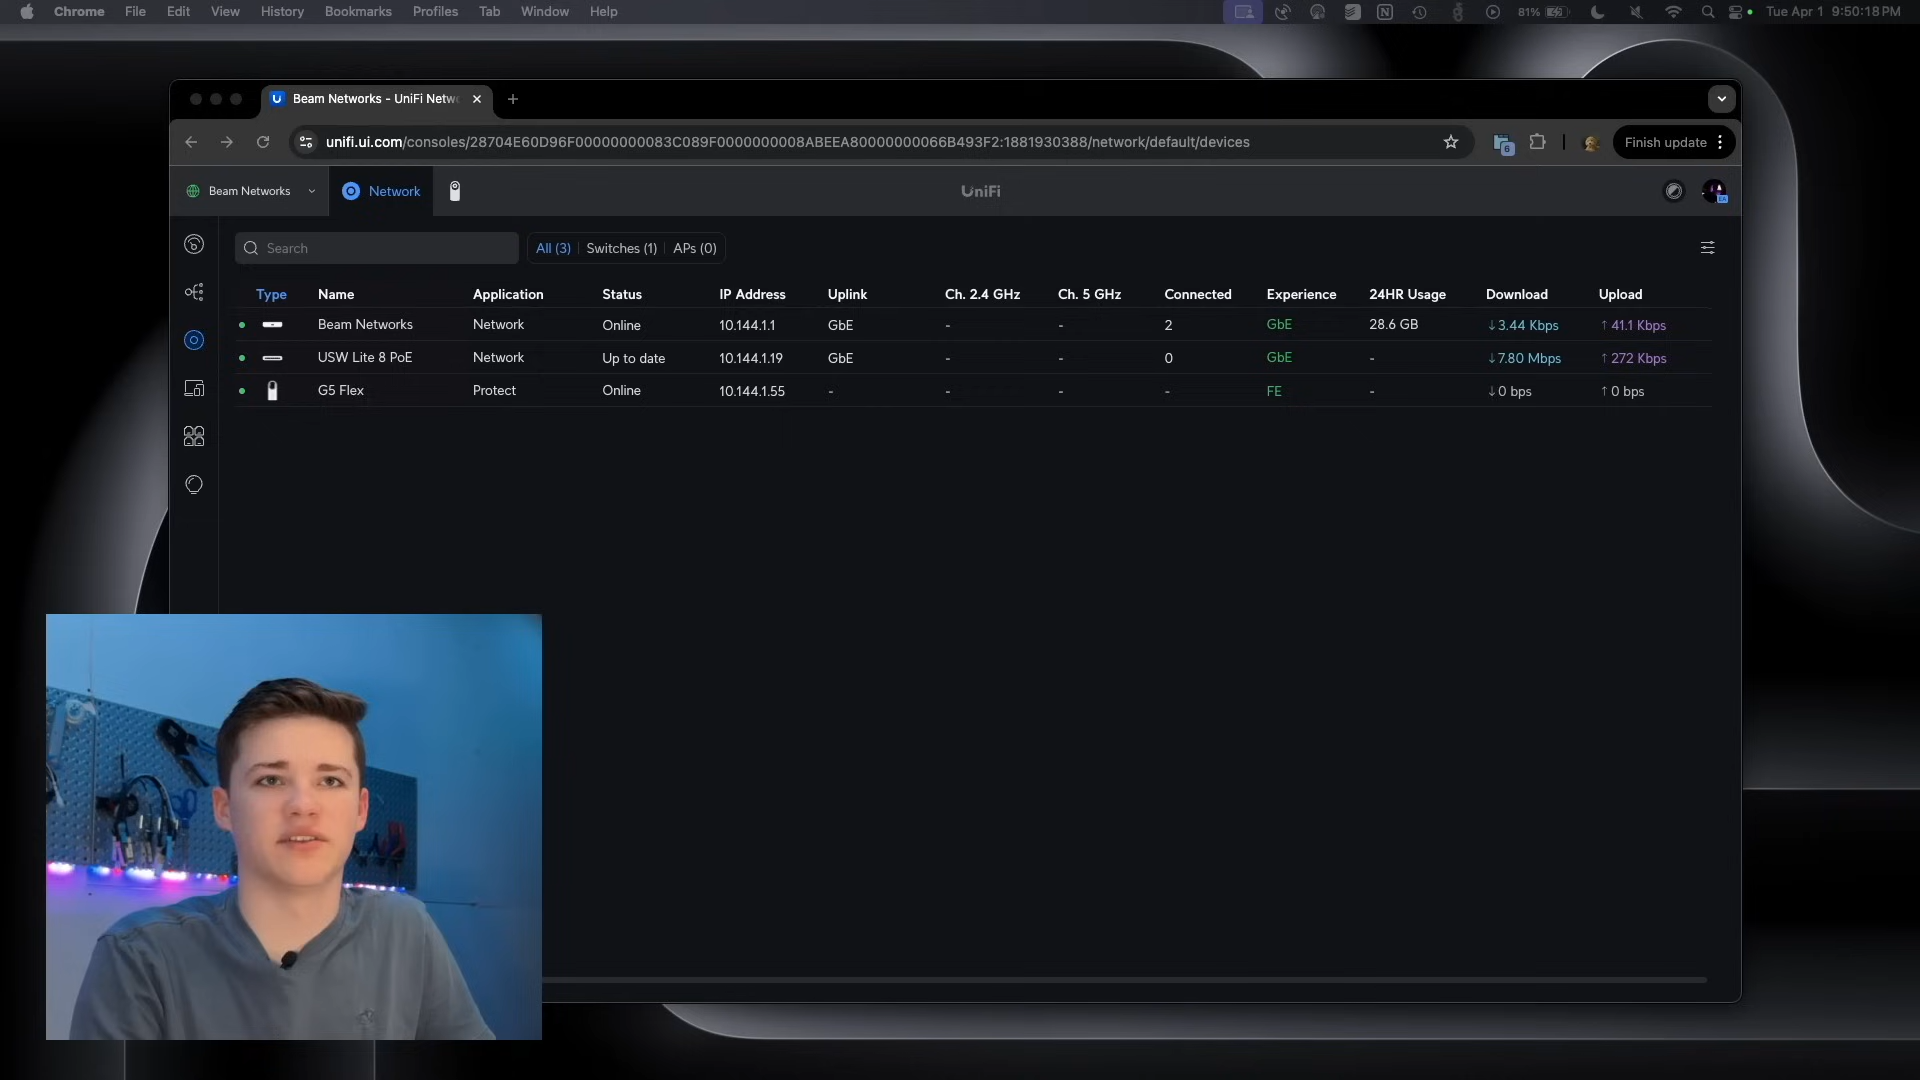 Chrome File Edit View History Bookmarks Profiles Tab Window Help 81% Tue Apr 1 9:50:18 PM
Beam Networks - UniFi Netw
unifi.ui.com/consoles/28704E60D96F00000000083C089F0000000008ABEEA80000000066B493F2:1881930388/network/default/devices 6 Finish update
Beam Networks Network UniFi
Search All (3) Switches (1) APs (0)
Type Name Application Status IP Address Uplink Ch. 2.4 GHz Ch. 5 GHz Connected Experience 24HR Usage Download Upload
Beam Networks Network Online 10.144.1.1 GbE - - 2 GbE 28.6 GB ↓3.44 Kbps ↑ 41.1 Kbps
USW Lite 8 PoE Network Up to date 10.144.1.19 GbE - - 0 GbE - ↓7.80 Mbps ↑ 272 Kbps
G5 Flex Protect Online 10.144.1.55 - - - - FE - ↓0 bps ↑ 0 bps